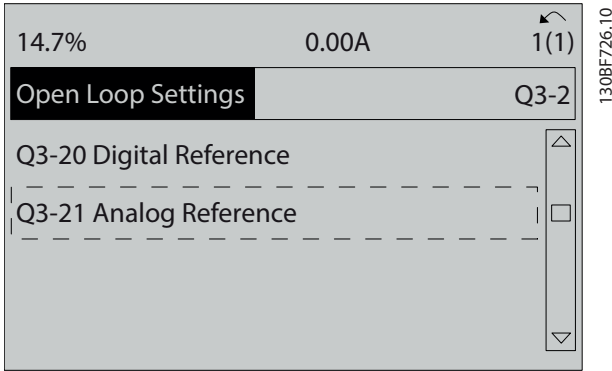 14.7% 0.00A 1(1)
Open Loop Settings Q3-2
Q3-20 Digital Reference
Q3-21 Analog Reference
130BF726.10